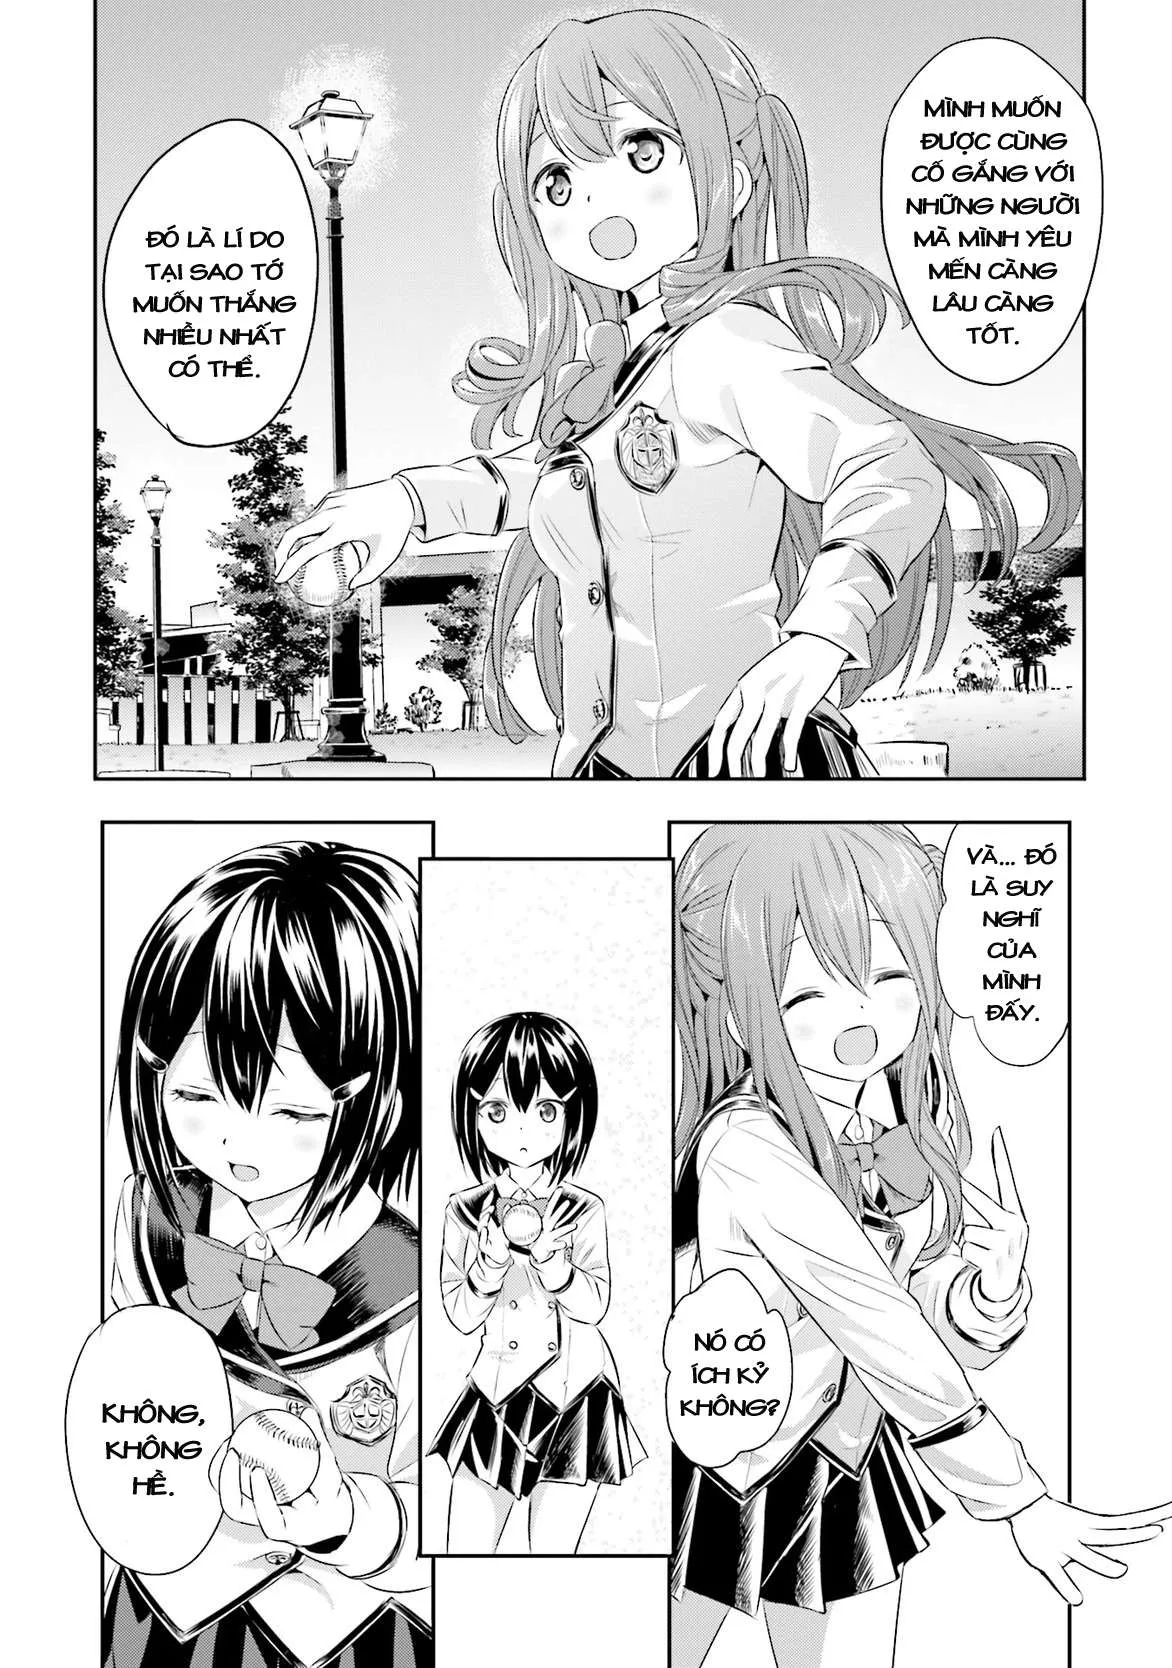 MÌNH MUỐN
ĐƯỢC CÙNG
CỐ GẮNG VỚI
NHỮNG NGƯỜI
MÀ MÌNH YÊU
MẾN CÀNG
LÂU CÀNG
TỐT.
ĐÓ LÀ LÍ DO
TẠI SAO TỚ
MUỐN THẮNG
NHIỀU NHẤT
CÓ THỂ.
VÀ... ĐÓ
LÀ SUY
NGHĨ
CỦA
MÌNH
ĐẤY.
NÓ CÓ
ÍCH KỶ
KHÔNG?
KHÔNG,
KHÔNG
HỀ.